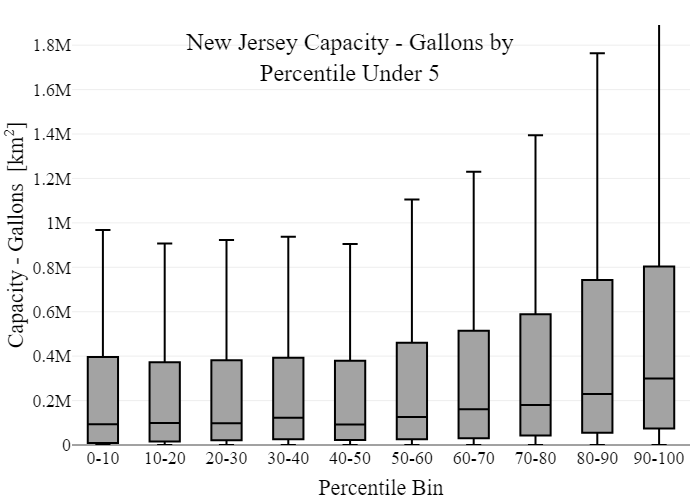 New Jersey Capacity - Gallons by
Percentile Under 5
Capacity - Gallons [km²]
1.8M
1.6M
1.4M
1.2M
1M
0.8M
0.6M
0.4M
0.2M
0
0-10 10-20 20-30 30-40 40-50 50-60 60-70 70-80 80-90 90-100
Percentile Bin